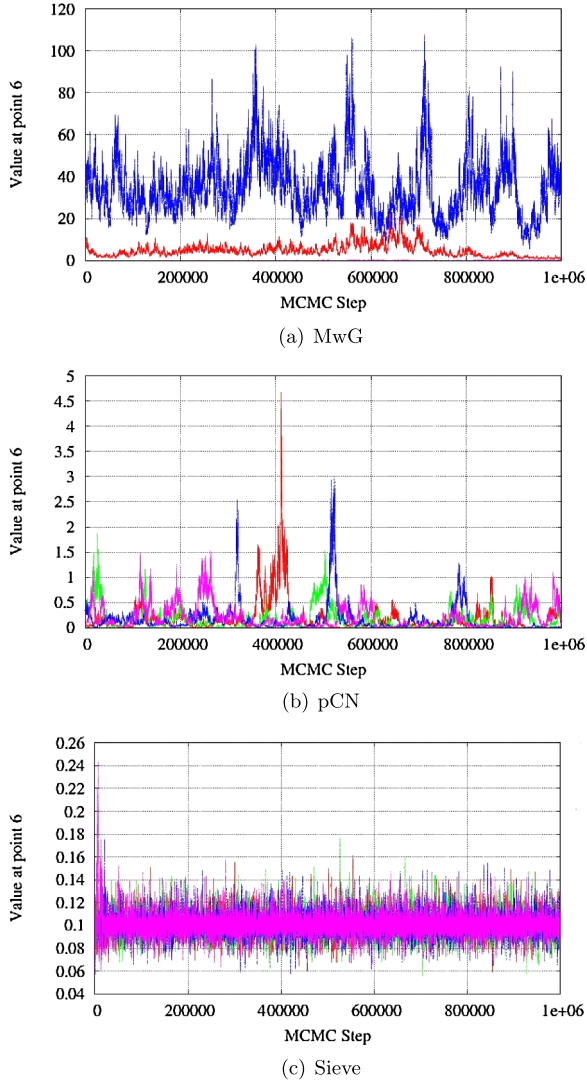 120
100
80
60
40
20
0
Value at point 6
0 200000 400000 600000 800000 1e+06
MCMC Step
(a) MwG
5
4.5
4
3.5
3
2.5
2
1.5
1
0.5
0
Value at point 6
0 200000 400000 600000 800000 1e+06
MCMC Step
(b) pCN
0.26
0.24
0.22
0.2
0.18
0.16
0.14
0.12
0.1
0.08
0.06
0.04
Value at point 6
0 200000 400000 600000 800000 1e+06
MCMC Step
(c) Sieve